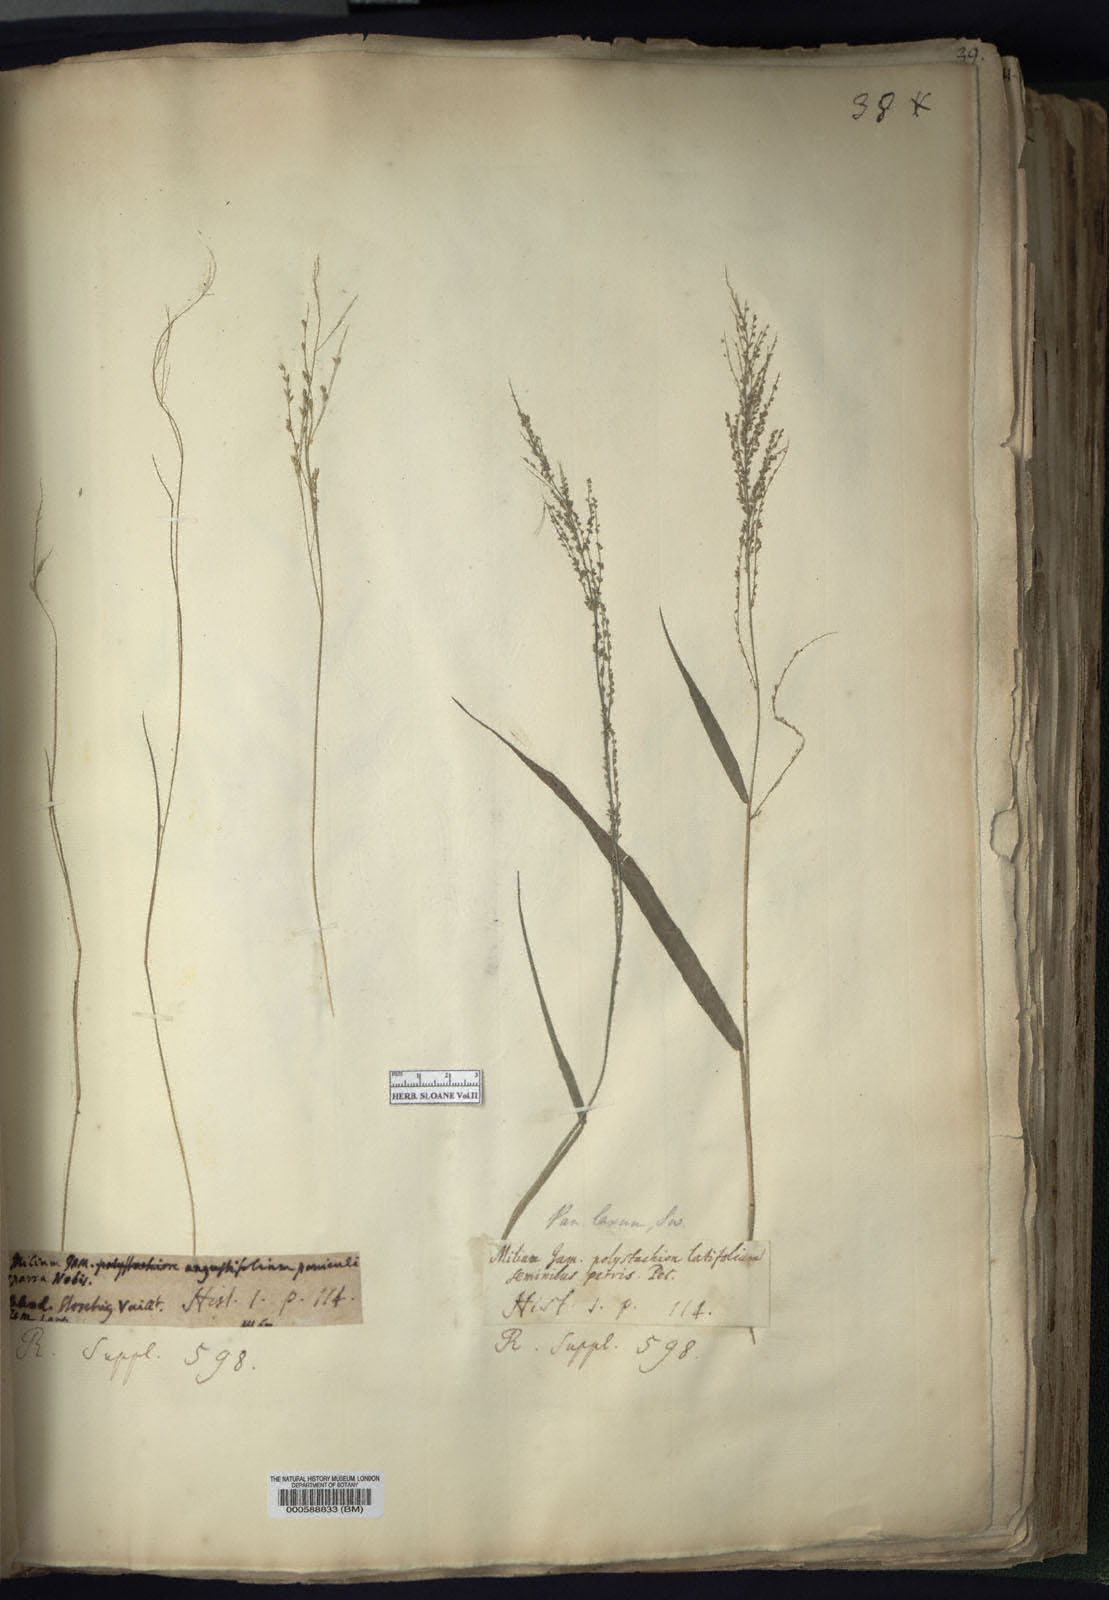 39.
38 *
HERB. SLOANE Vol.II
Pan. laxum, Sw.
Milium Jam. polystachion angustifolium panicula
sparsa Nobis.
Vaill. Hist. 1. p. 114.
R. Suppl. 598.
Milium Jam. polystachion latifolium
seminibus parvis. Pet.
Hist. 1. p. 114.
R. Suppl. 598.
THE NATURAL HISTORY MUSEUM, LONDON
DEPARTMENT OF BOTANY
000588833 (BM)